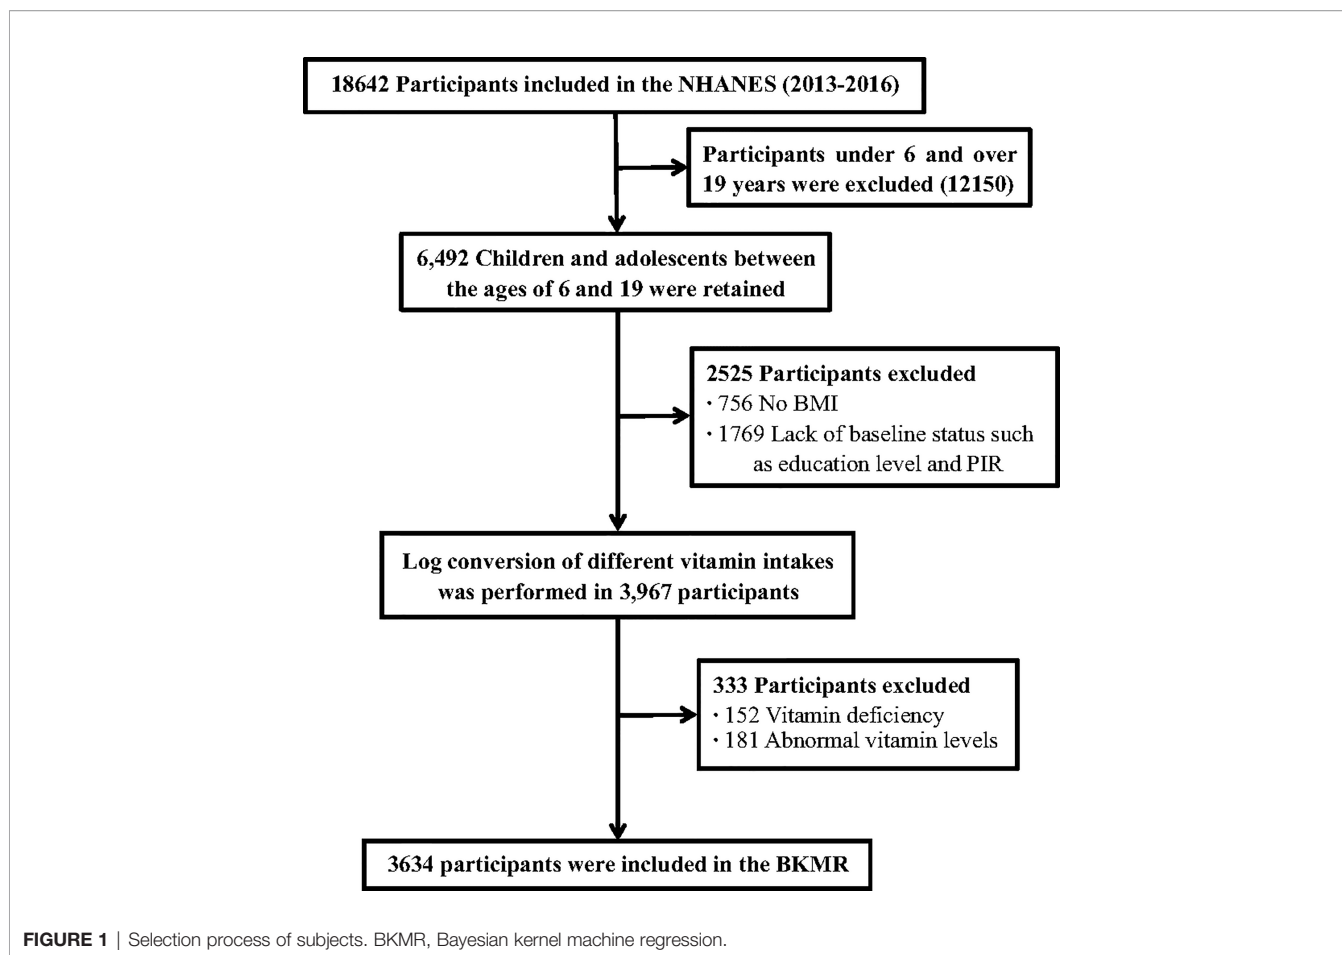 18642 Participants included in the NHANES (2013-2016)
Participants under 6 and over
19 years were excluded (12150)
6,492 Children and adolescents between
the ages of 6 and 19 were retained
2525 Participants excluded
· 756 No BMI
· 1769 Lack of baseline status such
as education level and PIR
Log conversion of different vitamin intakes
was performed in 3,967 participants
333 Participants excluded
· 152 Vitamin deficiency
· 181 Abnormal vitamin levels
3634 participants were included in the BKMR
FIGURE 1 | Selection process of subjects. BKMR, Bayesian kernel machine regression.